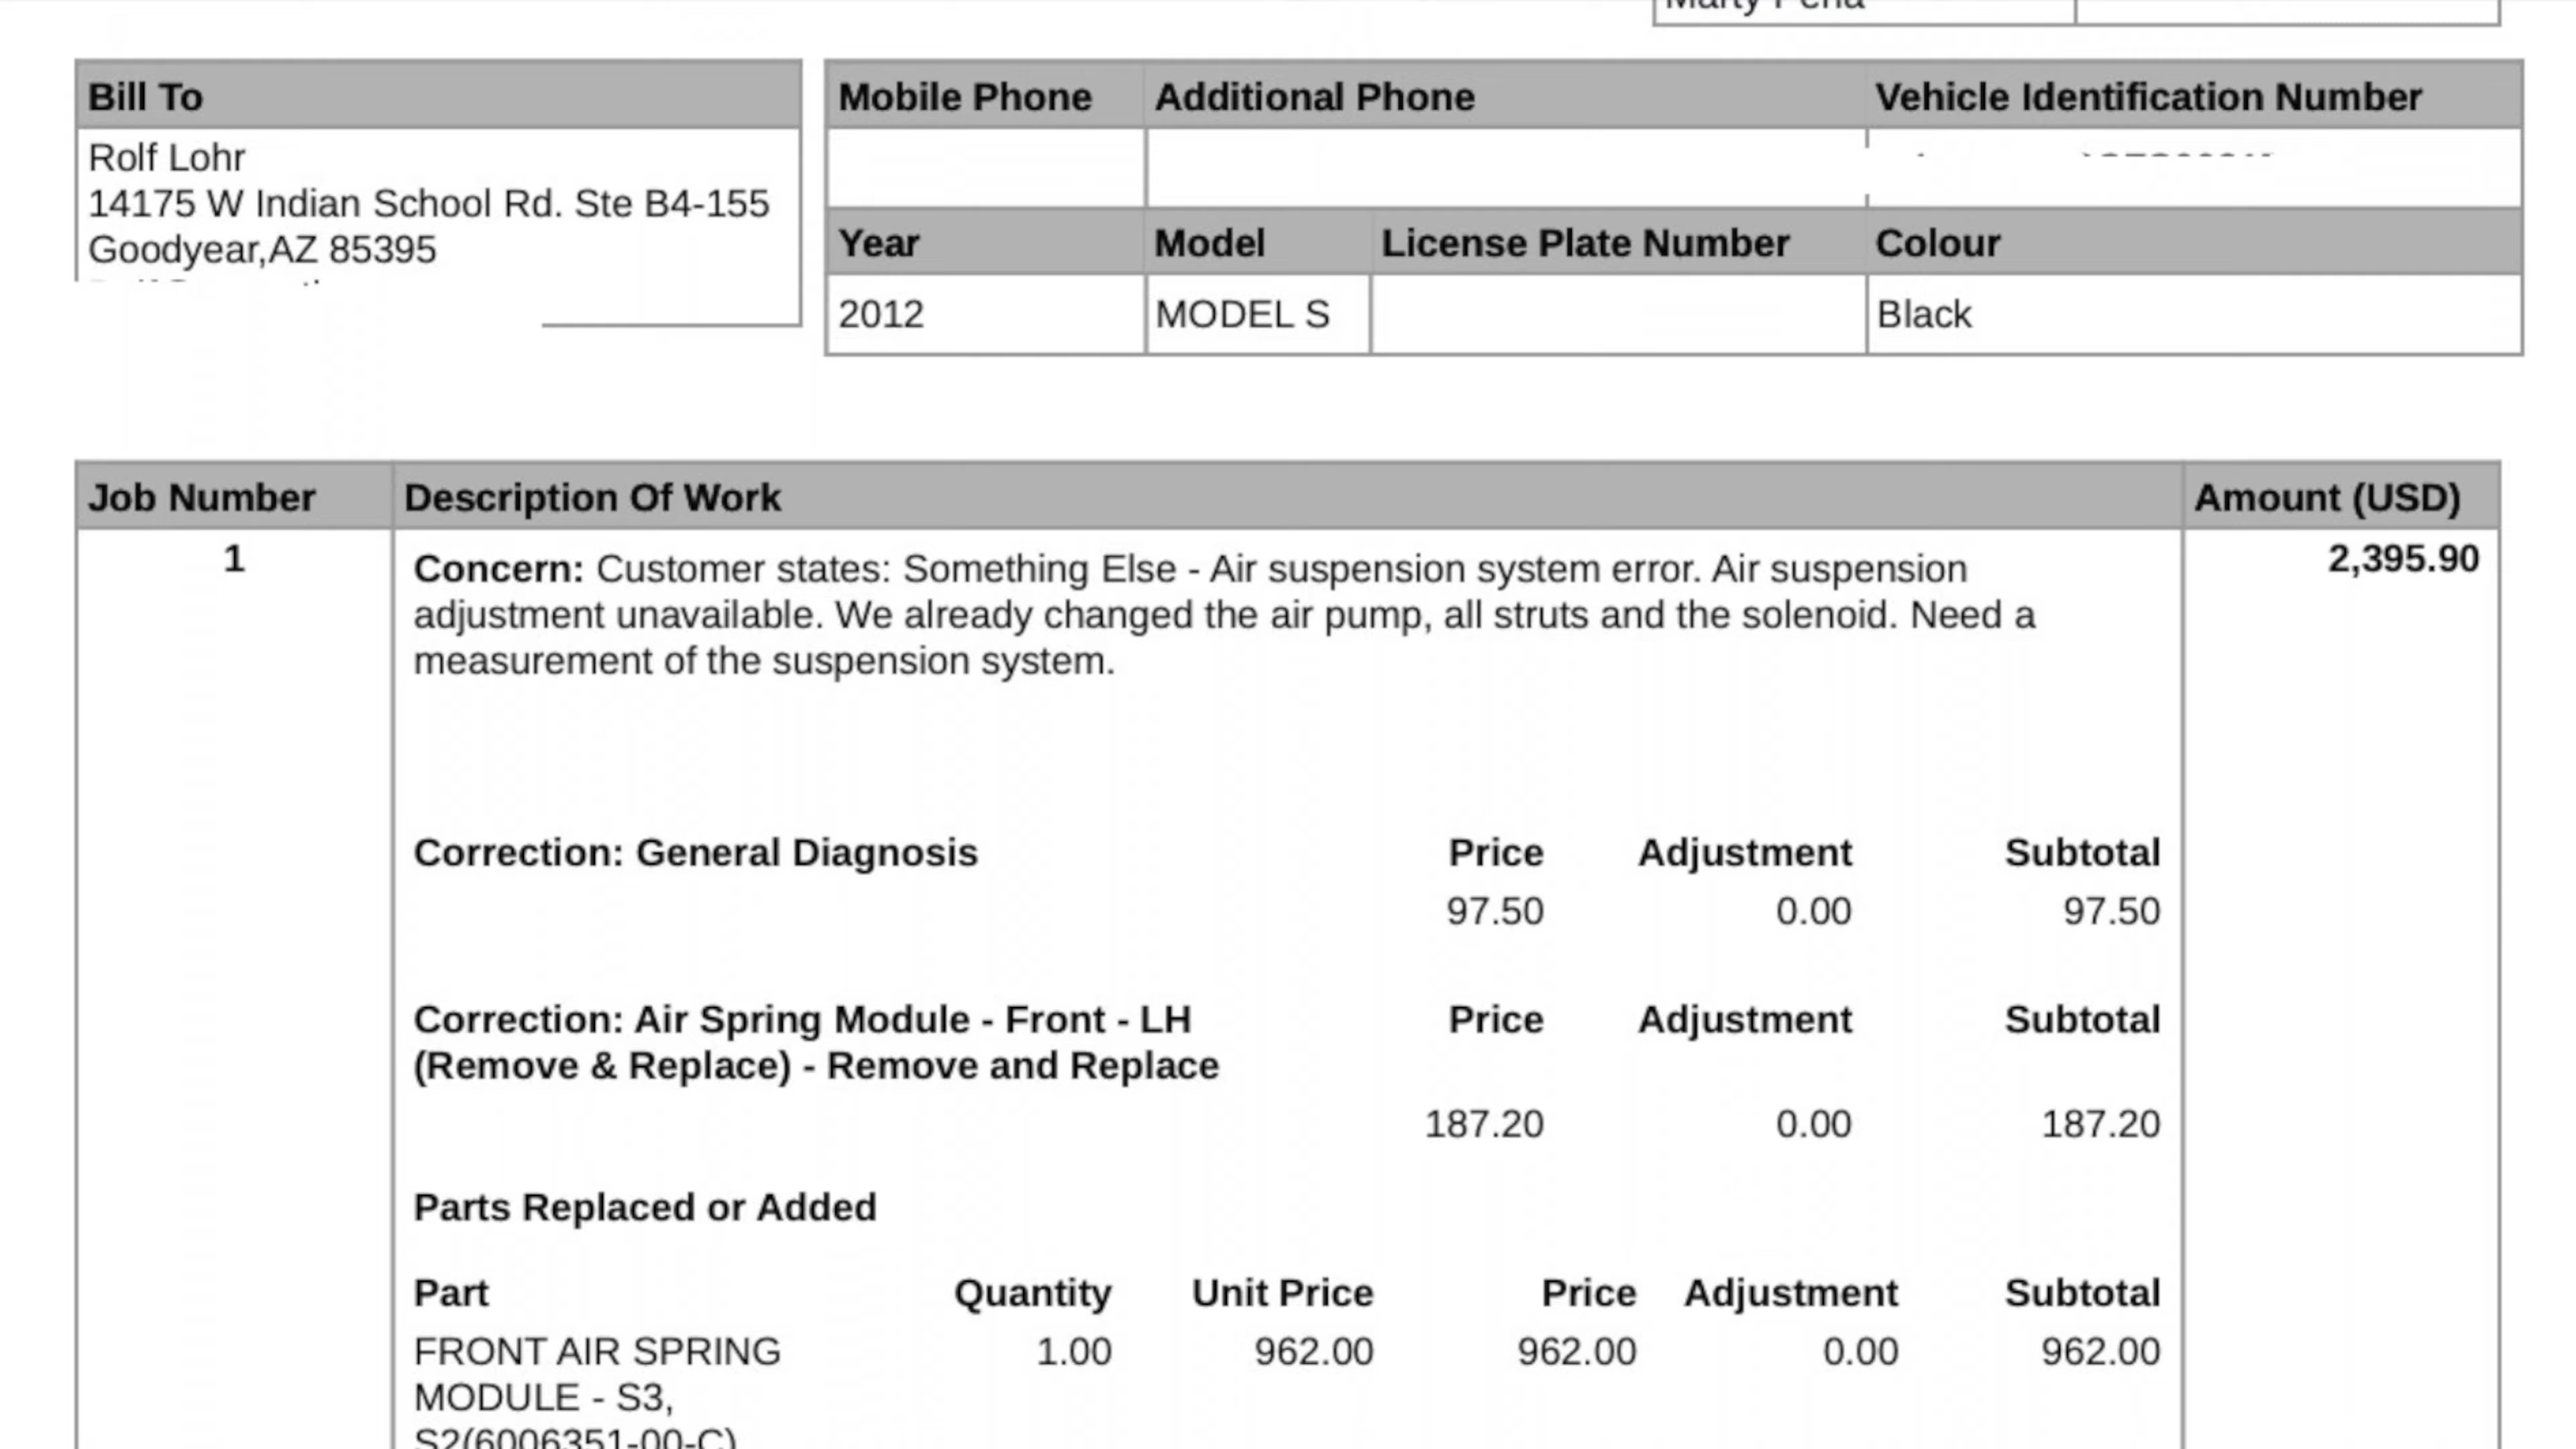 Marty Pena
Bill To
Rolf Lohr
14175 W Indian School Rd. Ste B4-155
Goodyear,AZ 85395
Mobile Phone Additional Phone Vehicle Identification Number
Year Model License Plate Number Colour
2012 MODEL S Black
Job Number Description Of Work Amount (USD)
1 2,395.90
Concern: Customer states: Something Else - Air suspension system error. Air suspension
adjustment unavailable. We already changed the air pump, all struts and the solenoid. Need a
measurement of the suspension system.
Correction: General Diagnosis Price Adjustment Subtotal
97.50 0.00 97.50
Correction: Air Spring Module - Front - LH Price Adjustment Subtotal
(Remove & Replace) - Remove and Replace
187.20 0.00 187.20
Parts Replaced or Added
Part Quantity Unit Price Price Adjustment Subtotal
FRONT AIR SPRING 1.00 962.00 962.00 0.00 962.00
MODULE - S3,
S2(6006351-00-C)